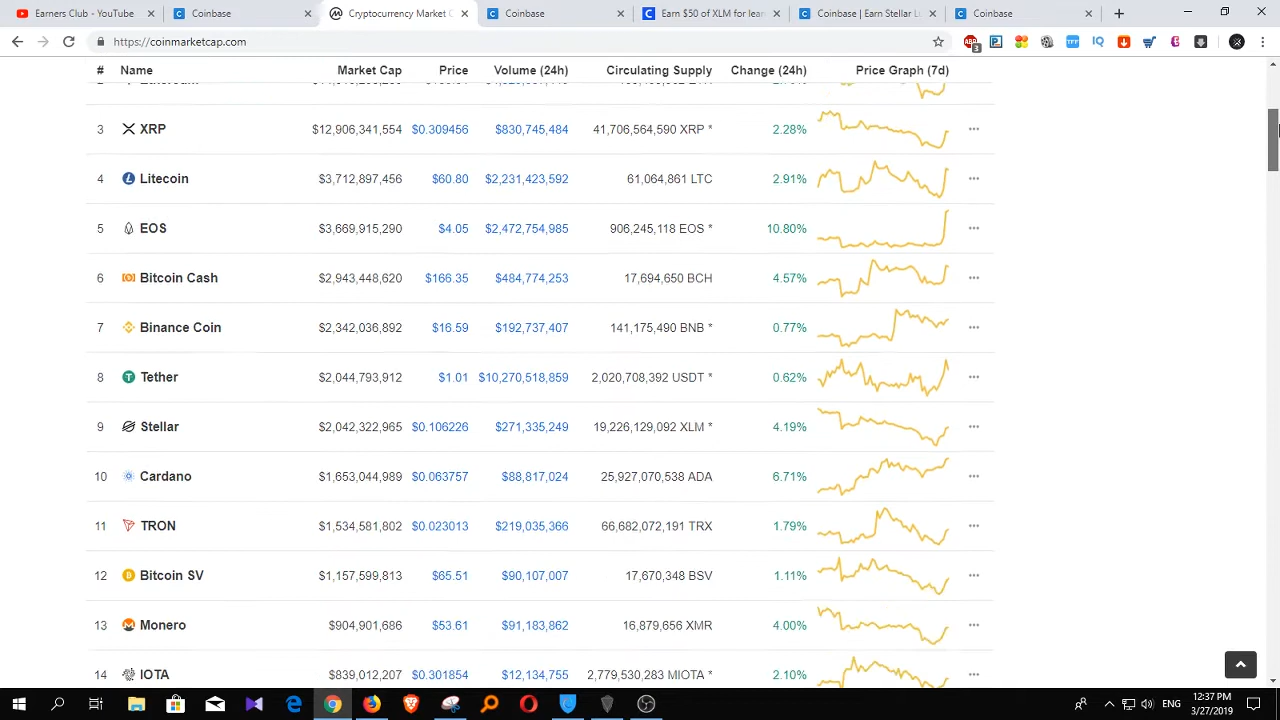 Earners Club - YouTube
Coinbase
Cryptocurrency Market C
Coinbase
Earn $50 of XLM for lear
Coinbase | Earn Stellar L
Coinbase
https://coinmarketcap.com
3
# Name Market Cap Price Volume (24h) Circulating Supply Change (24h) Price Graph (7d)
3 XRP $12,906,341,554 $0.309456 $830,745,484 41,706,564,590 XRP * 2.28%
4 Litecoin $3,712,897,456 $60.80 $2,231,423,592 61,064,861 LTC 2.91%
5 EOS $3,669,915,290 $4.05 $2,472,754,985 906,245,118 EOS * 10.80%
6 Bitcoin Cash $2,943,448,620 $166.35 $484,774,253 17,694,650 BCH 4.57%
7 Binance Coin $2,342,036,892 $16.59 $192,737,407 141,175,490 BNB * 0.77%
8 Tether $2,044,793,912 $1.01 $10,270,518,859 2,020,708,392 USDT * 0.62%
9 Stellar $2,042,322,965 $0.106226 $271,335,249 19,226,129,092 XLM * 4.19%
10 Cardano $1,653,044,989 $0.063757 $88,817,024 25,927,070,538 ADA 6.71%
11 TRON $1,534,581,802 $0.023013 $219,035,366 66,682,072,191 TRX 1.79%
12 Bitcoin SV $1,157,599,813 $65.51 $90,107,007 17,670,348 BSV 1.11%
13 Monero $904,901,686 $53.61 $91,183,862 16,879,656 XMR 4.00%
14 IOTA $839,012,207 $0.301854 $12,134,755 2,779,530,283 MIOTA * 2.10%
ENG
12:37 PM
3/27/2019